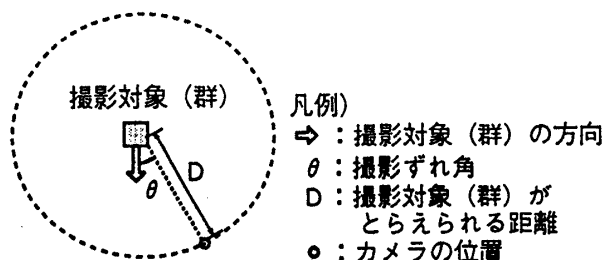 撮影対象（群）
θ
D
凡例）
⇨：撮影対象（群）の方向
θ：撮影ずれ角
D：撮影対象（群）が
とらえられる距離
o：カメラの位置